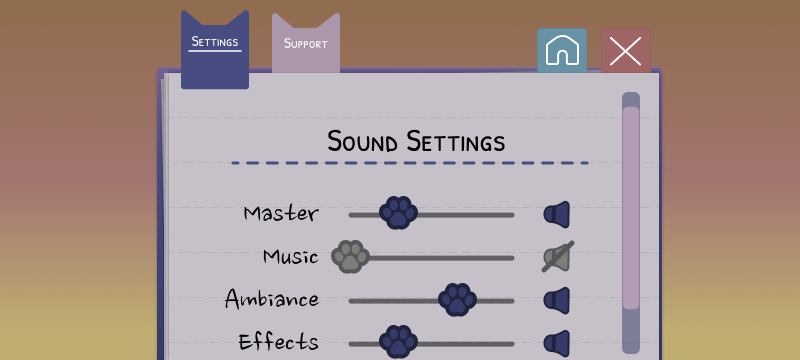 Settings
Support
Sound Settings
Master
Music
Ambiance
Effects